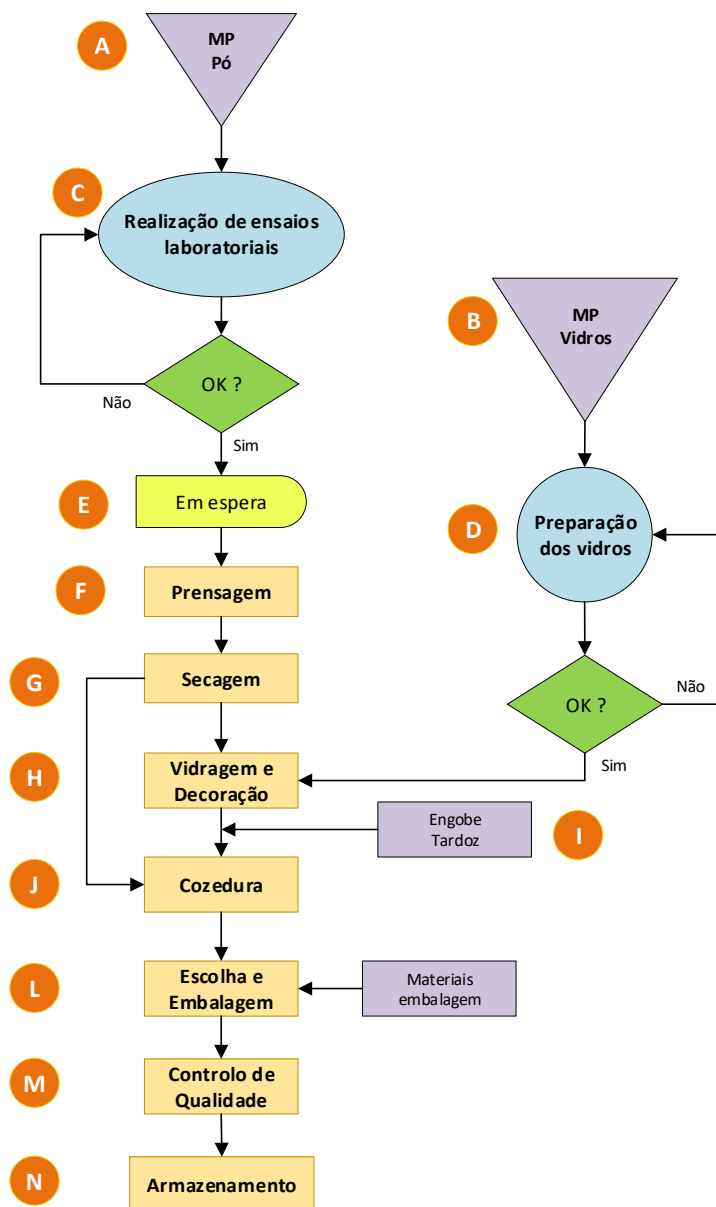 A
MP
Pó
C
Realização de ensaios
laboratoriais
B
MP
Vidros
OK ?
Não
Sim
E
Em espera
D
Preparação
dos vidros
F
Prensagem
G
Secagem
OK ?
Não
Sim
H
Vidragem e
Decoração
Engobe
Tardoz
I
J
Cozedura
L
Escolha e
Embalagem
Materiais
embalagem
M
Controlo de
Qualidade
N
Armazenamento